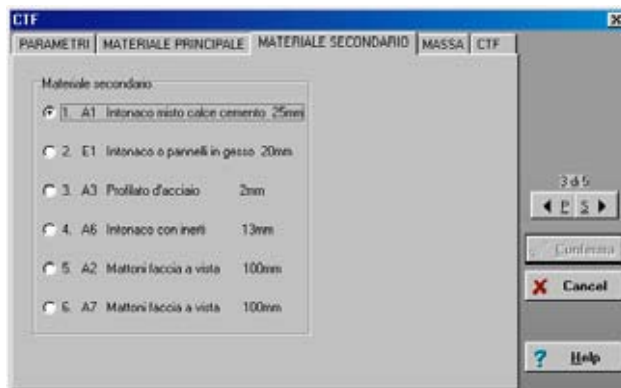 CTF
PARAMETRI MATERIALE PRINCIPALE MATERIALE SECONDARIO MASSA CTF
Materiale secondario
1. A1 Intonaco misto calce cemento 25mm
2. E1 Intonaco o pannelli in gesso 20mm
3. A3 Profilato d'acciaio 2mm
4. A6 Intonaco con inerti 13mm
5. A2 Mattoni faccia a vista 100mm
6. A7 Mattoni faccia a vista 100mm
3 di 5
P S
Conferma
Cancel
Help